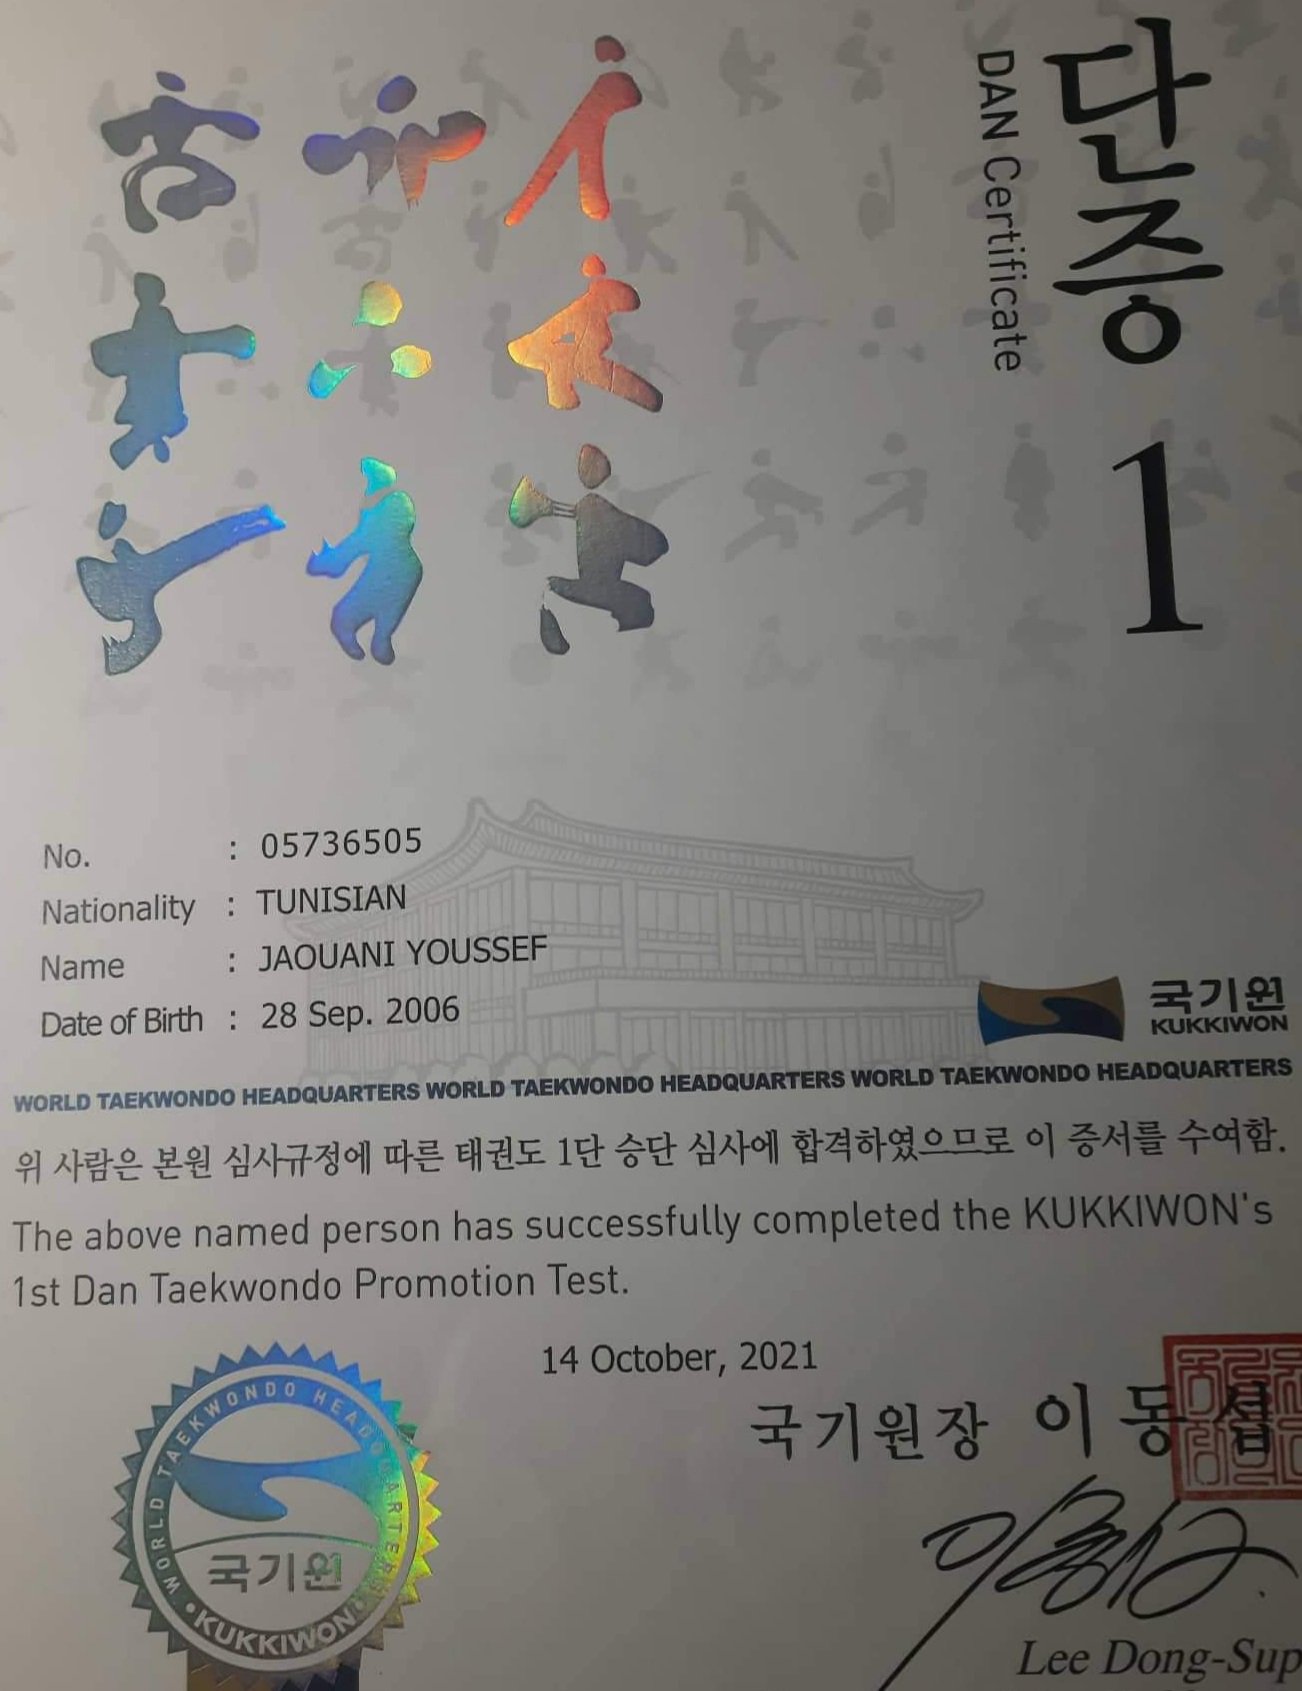 단증 1
DAN Certificate
No. : 05736505
Nationality : TUNISIAN
Name : JAOUANI YOUSSEF
Date of Birth : 28 Sep. 2006
국기원
KUKKIWON
WORLD TAEKWONDO HEADQUARTERS WORLD TAEKWONDO HEADQUARTERS WORLD TAEKWONDO HEADQUARTERS
위 사람은 본원 심사규정에 따른 태권도 1단 승단 심사에 합격하였으므로 이 증서를 수여함.
The above named person has successfully completed the KUKKIWON's
1st Dan Taekwondo Promotion Test.
14 October, 2021
국기원장 이동섭
Lee Dong-Sup
WORLD TAEKWONDO HEADQUARTERS
국기원
• KUKKIWON •